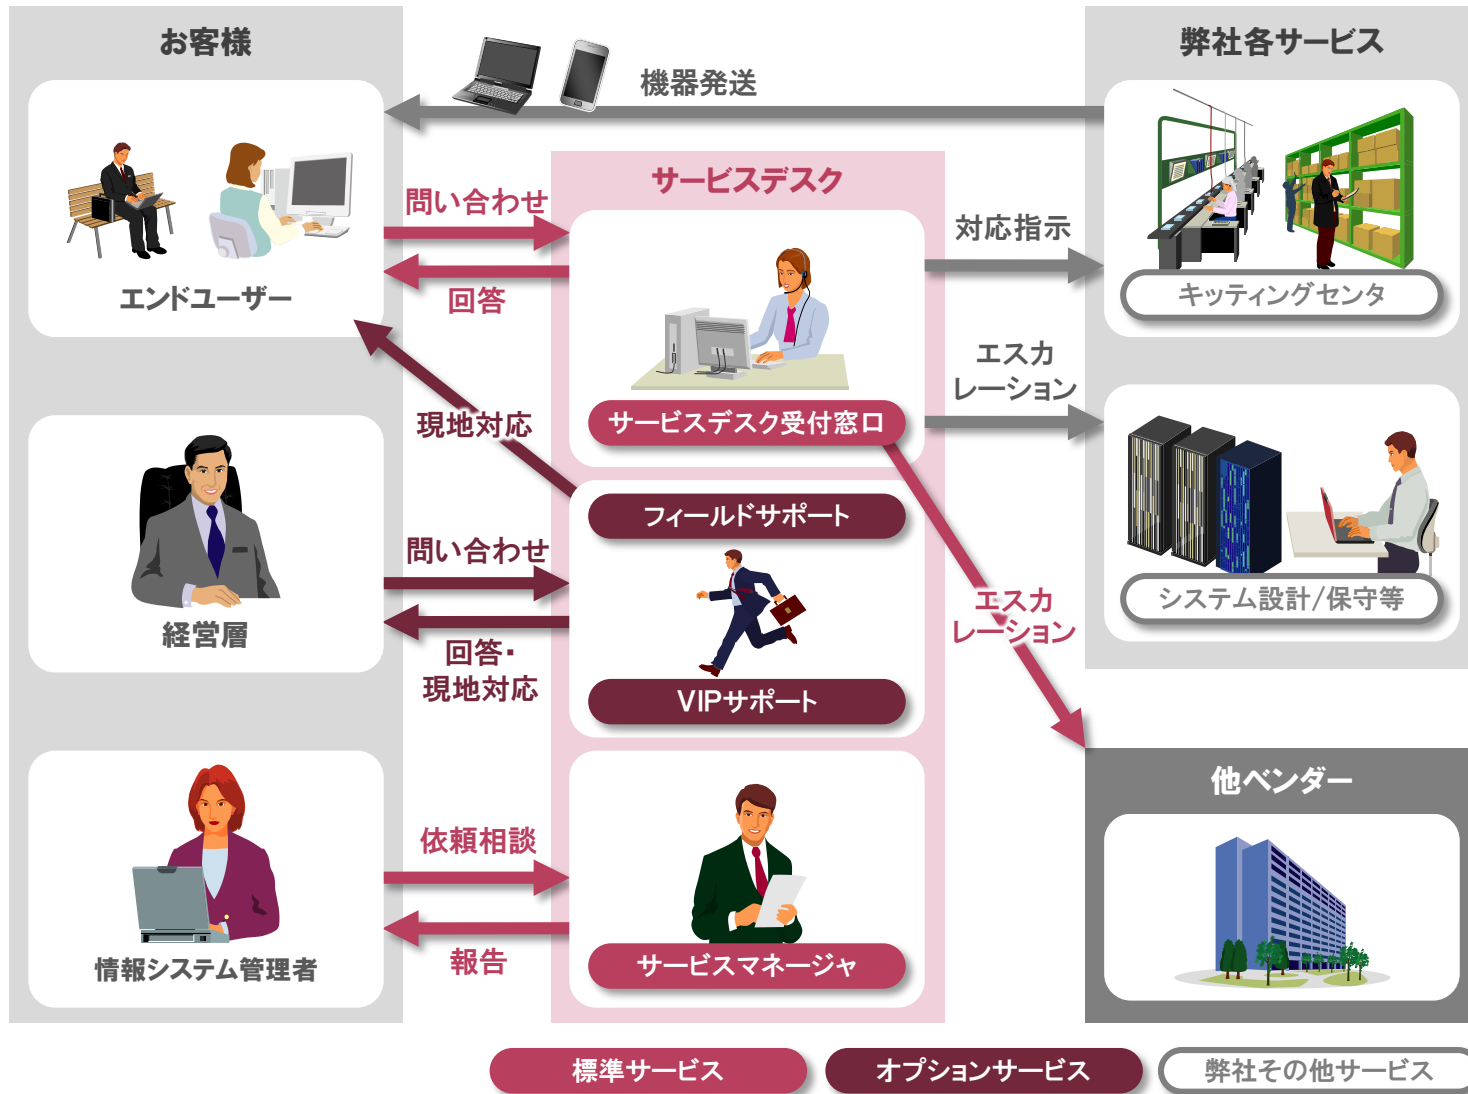 お客様
機器発送
弊社各サービス
サービスデスク
問い合わせ
回答
エンドユーザー
対応指示
キッティングセンタ
エスカ
レーション
サービスデスク受付窓口
現地対応
フィールドサポート
問い合わせ
経営層
回答・
現地対応
VIPサポート
エスカ
レーション
システム設計/保守等
他ベンダー
依頼相談
報告
情報システム管理者
サービスマネージャ
標準サービス
オプションサービス
弊社その他サービス